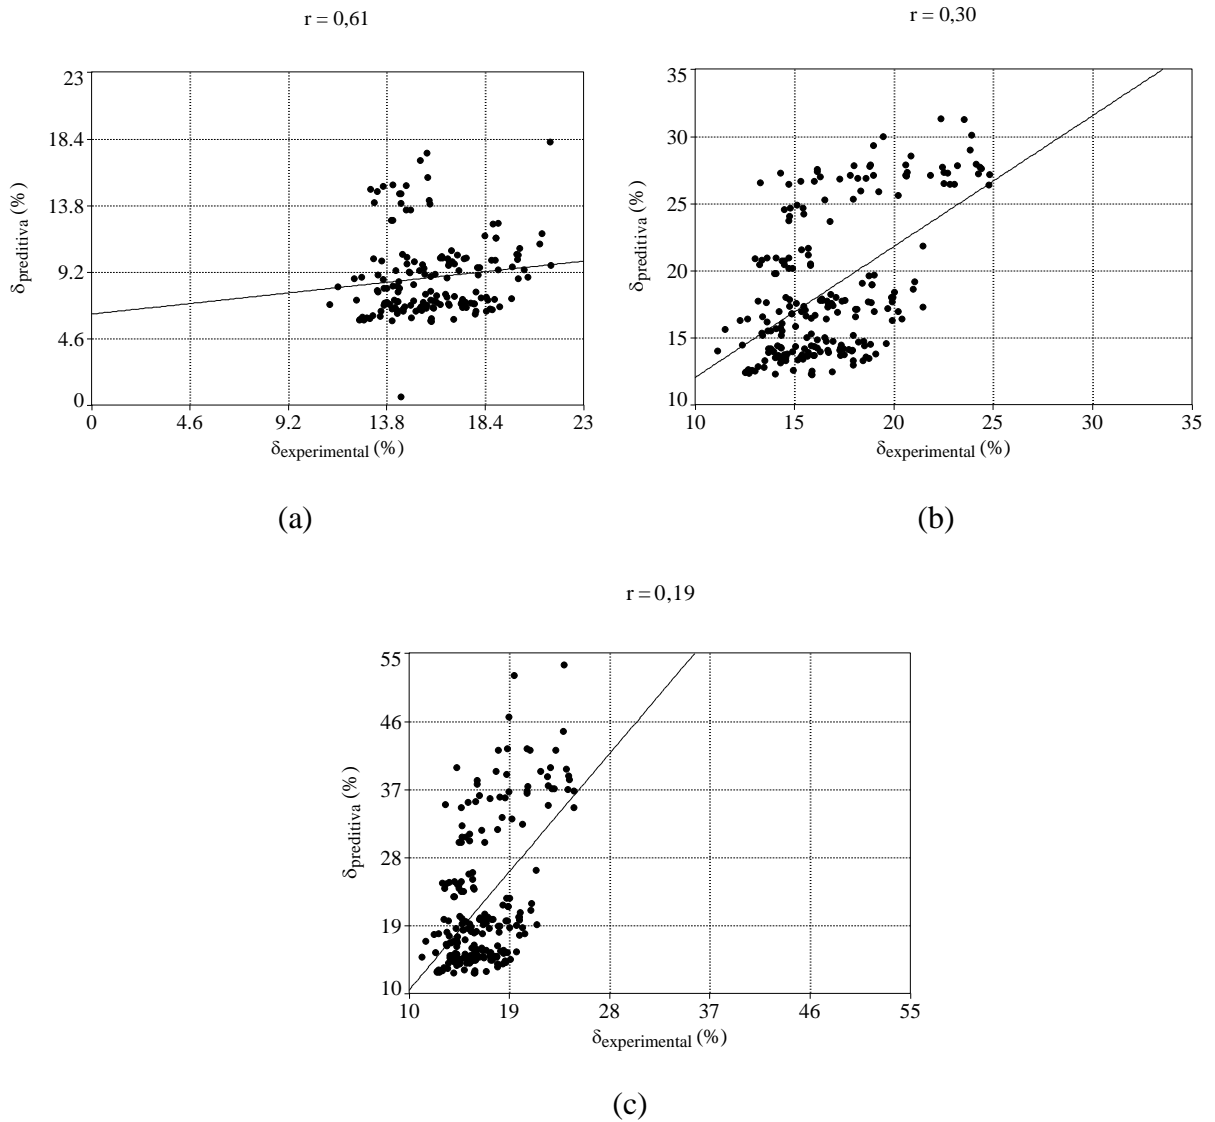 r = 0,61
23
18.4
13.8
9.2
4.6
0
δpreditiva (%)
0 4.6 9.2 13.8 18.4 23
δexperimental (%)
(a)
r = 0,30
35
30
25
20
15
10
δpreditiva (%)
10 15 20 25 30 35
δexperimental (%)
(b)
r = 0,19
55
46
37
28
19
10
δpreditiva (%)
10 19 28 37 46 55
δexperimental (%)
(c)